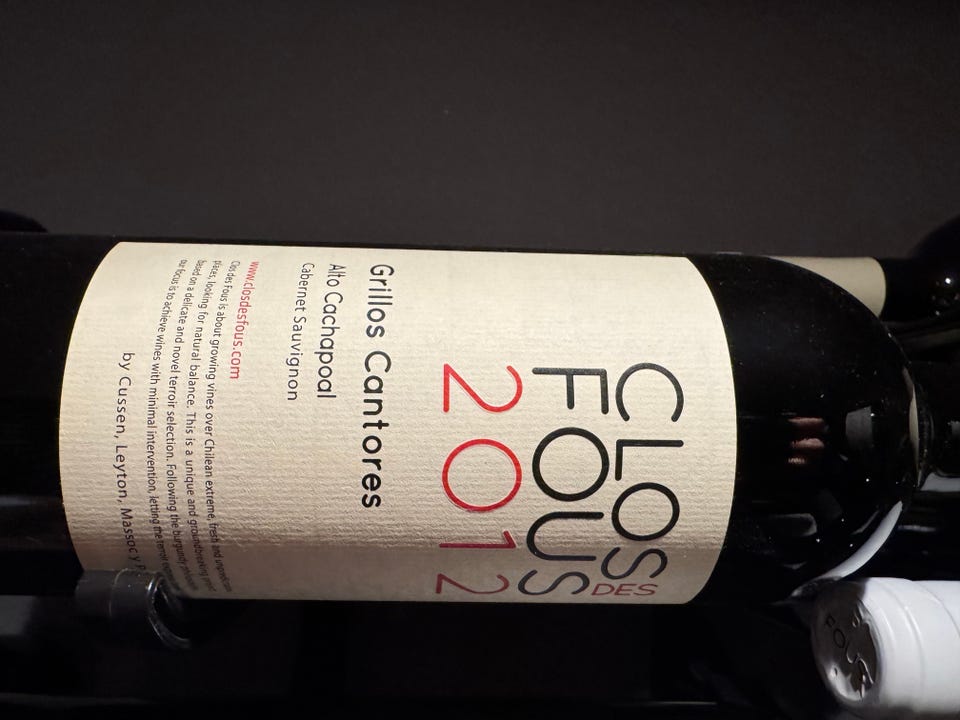 CLOS
DES
FOUS
2012
Grillos Cantores
Alto Cachapoal
Cabernet Sauvignon
www.closdesfous.com
Clos des Fous is about growing vines over Chilean extreme, fresh and
places, looking for natural balance. This is a unique and groundbreaking
based on a delicate and novel terroir selection. Following the burgundy
our focus is to achieve wines with minimal intervention, letting the
by Cussen, Leyton, Massoc y
FOUS